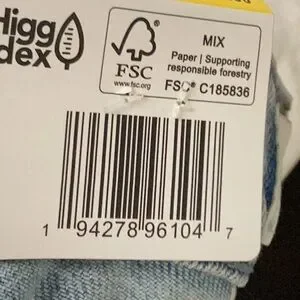 Higg
dex
FSC
www.fsc.org
MIX
Paper | Supporting
responsible forestry
FSC® C185836
1 94278 96104 7